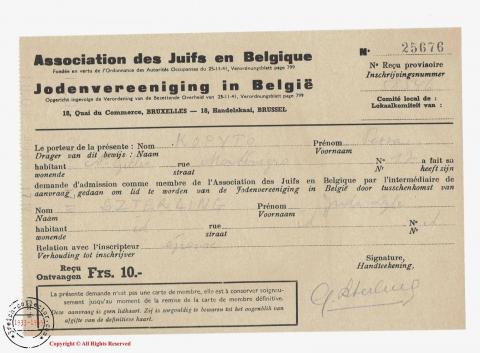 Association des Juifs en Belgique
Fondée en vertu de l'Ordonnance des Autorités Occupantes du 25-11-41, Verordnungsblatt page 799
Jodenvereeniging in België
Opgericht ingevolge de Verordening van de Bezettende Overheid van 25-11-41, Verordnungsblatt page 799
18, Quai du Commerce, BRUXELLES — 18, Handelskaai, BRUSSEL
N° 25676
N° Reçu provisoire
Inschrijvingsnummer
Comité local de :
Lokaalkomiteit van :
Le porteur de la présente : Nom Prénom
Drager van dit bewijs : Naam Voornaam
habitant rue N° a fait sa
wonende straat N° heeft zijn
demande d'admission comme membre de l'Association des Juifs en Belgique par l'intermédiaire de
aanvraag gedaan om lid te worden van de Jodenvereeniging in België door tusschenkomst van
Nom SZTERLING Prénom
Naam Voornaam
habitant rue N°
wonende straat N°
Relation avec l'inscripteur
Verhouding tot inschrijver
Reçu
Ontvangen Frs. 10.-
Signature,
Handteekening,
La présente demande n'est pas une carte de membre, elle est à conserver soigneusement
jusqu'au moment de la remise de la carte de membre définitive.
Deze aanvraag is geen lidkaart. Zij is zorgvuldig te bewaren tot het oogenblik van
afgifte van de definitieve kaart.
Copyright © All Rights Reserved